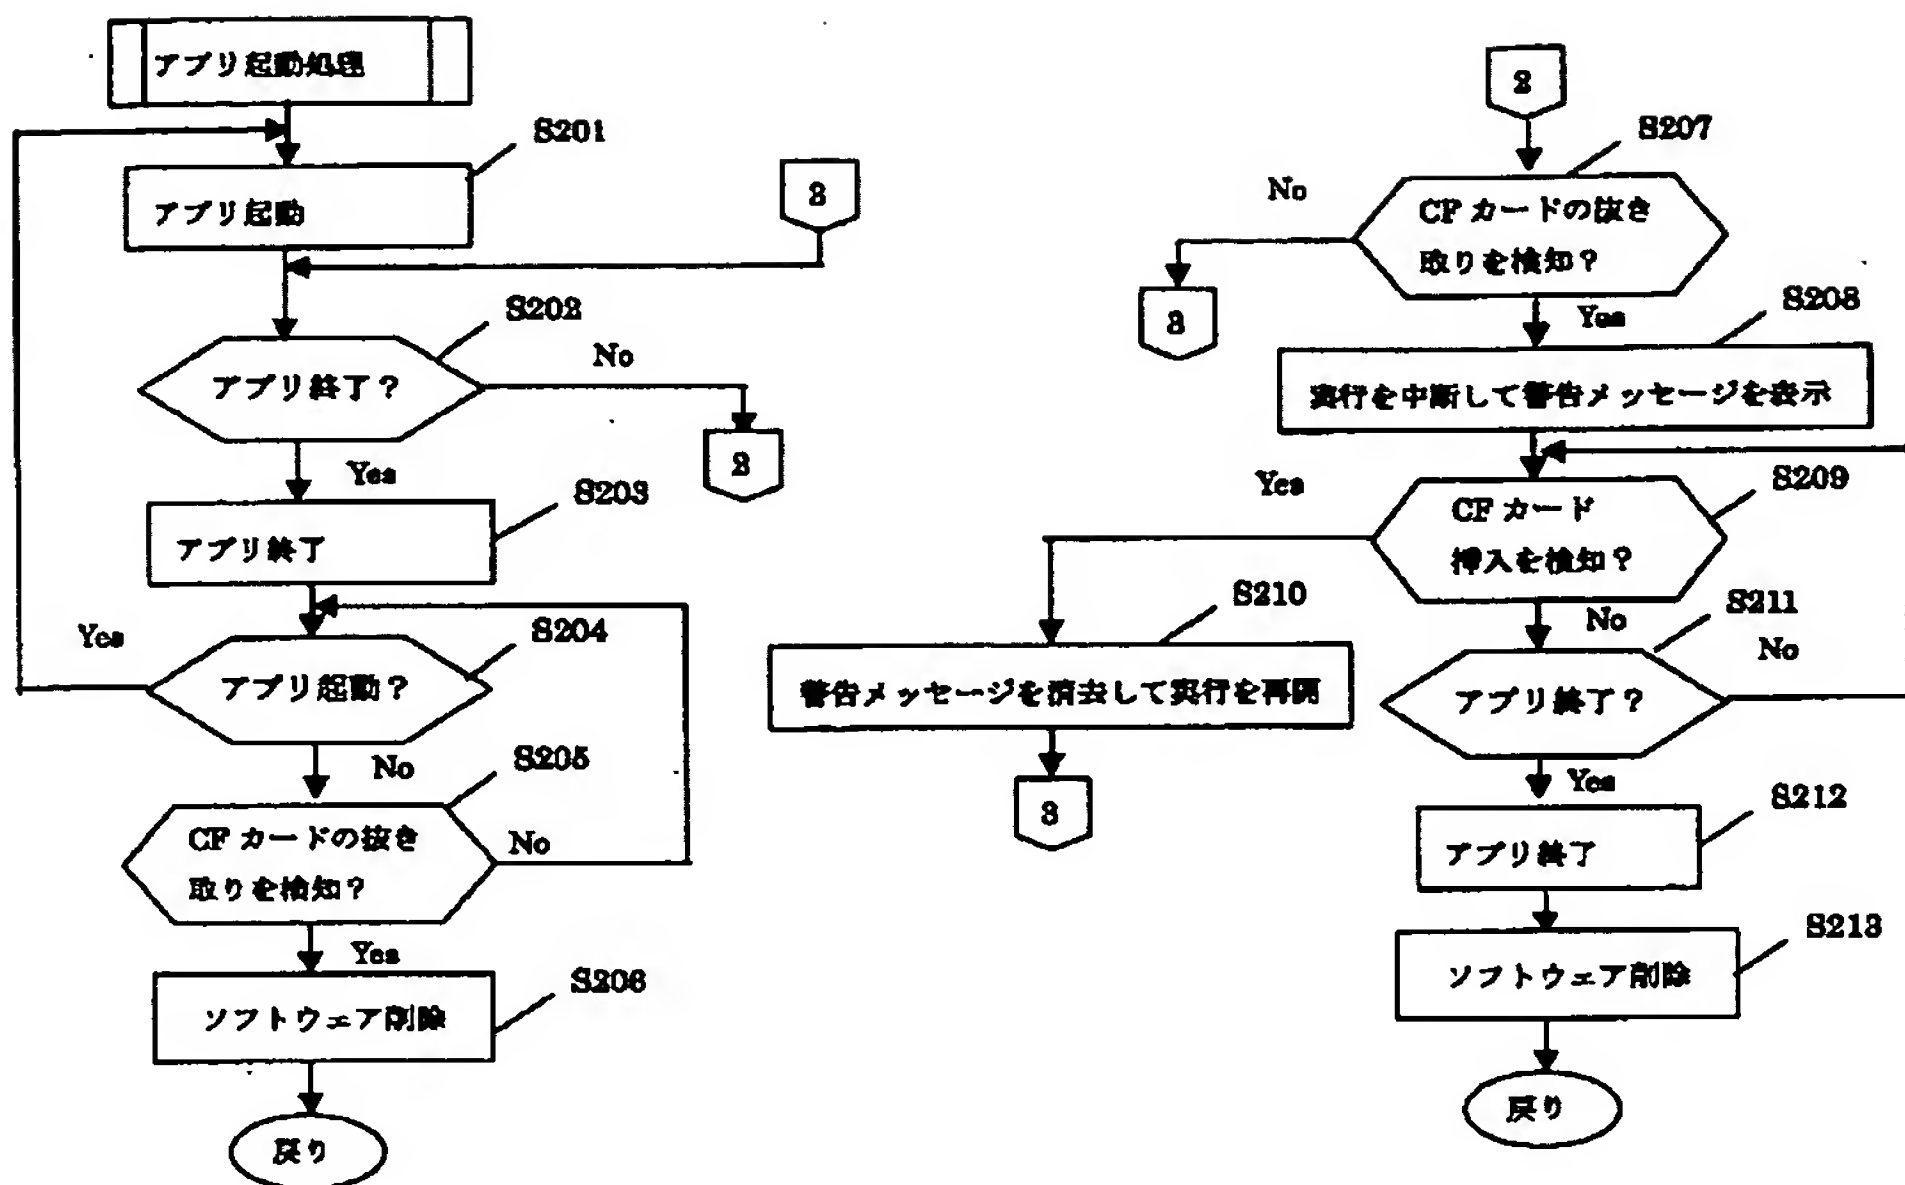 アプリ起動処理
S201
アプリ起動
3
S202
アプリ終了?
No
2
Yes
S203
アプリ終了
Yes
S204
アプリ起動?
No
S205
CF カードの抜き
取りを検知?
No
Yes
S206
ソフトウェア削除
戻り
2
S207
No
CF カードの抜き
取りを検知?
3
Yes
S208
実行を中断して警告メッセージを表示
Yes
S209
CF カード
挿入を検知?
S210
No
S211
警告メッセージを消去して実行を再開
No
アプリ終了?
3
Yes
S212
アプリ終了
S213
ソフトウェア削除
戻り